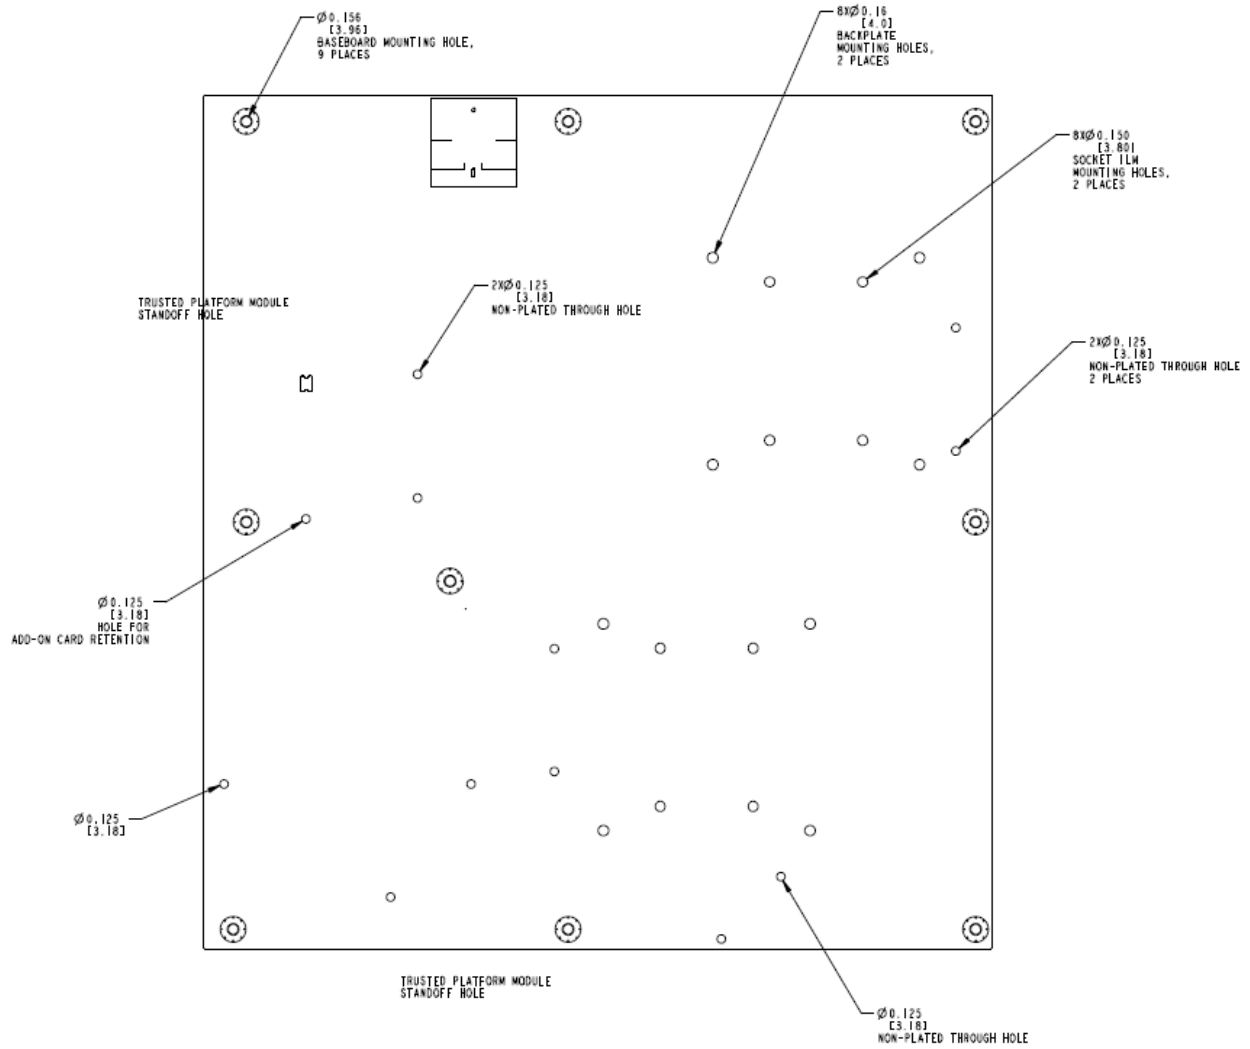 Ø0.156
[3.96]
BASEBOARD MOUNTING HOLE,
9 PLACES
8XØ0.16
[4.0]
BACKPLATE
MOUNTING HOLES,
2 PLACES
8XØ0.150
[3.80]
SOCKET ILM
MOUNTING HOLES,
2 PLACES
2XØ0.125
[3.18]
NON-PLATED THROUGH HOLE
TRUSTED PLATFORM MODULE
STANDOFF HOLE
2XØ0.125
[3.18]
NON-PLATED THROUGH HOLE
2 PLACES
Ø0.125
[3.18]
HOLE FOR
ADD-ON CARD RETENTION
Ø0.125
[3.18]
TRUSTED PLATFORM MODULE
STANDOFF HOLE
Ø0.125
[3.18]
NON-PLATED THROUGH HOLE